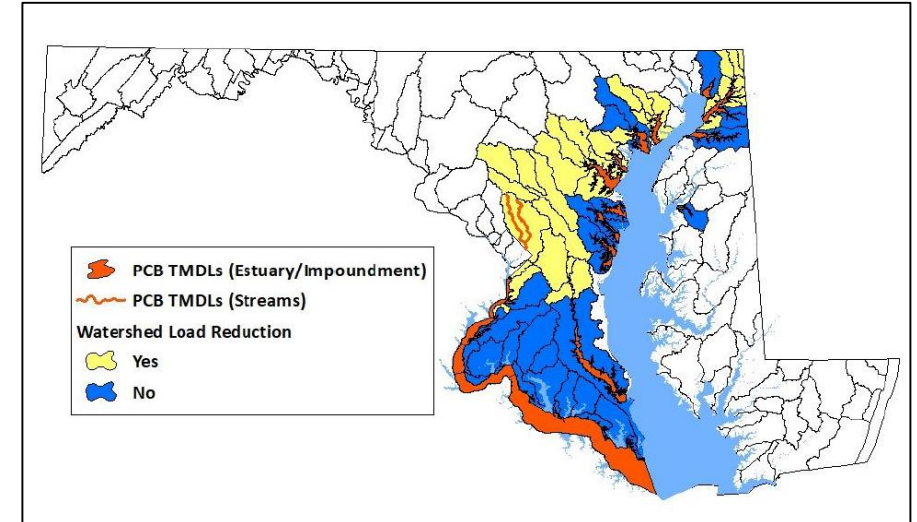 PCB TMDLs (Estuary/Impoundment)
PCB TMDLs (Streams)
Watershed Load Reduction
Yes
No